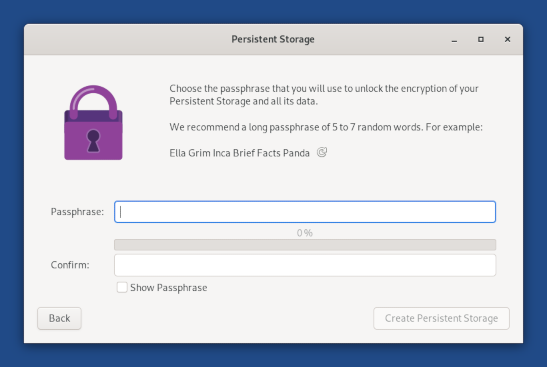 Persistent Storage
Choose the passphrase that you will use to unlock the encryption of your
Persistent Storage and all its data.
We recommend a long passphrase of 5 to 7 random words. For example:
Ella Grim Inca Brief Facts Panda
Passphrase:
0 %
Confirm:
Show Passphrase
Back
Create Persistent Storage